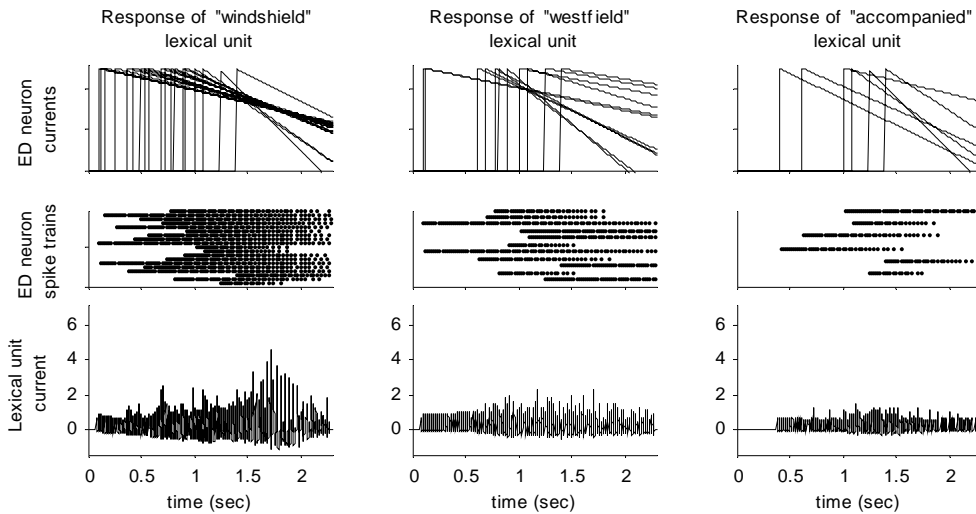 Response of "windshield"
lexical unit
Response of "westfield"
lexical unit
Response of "accompanied"
lexical unit
ED neuron
currents
ED neuron
spike trains
Lexical unit
current
6
4
2
0
6
4
2
0
6
4
2
0
0 0.5 1 1.5 2
0 0.5 1 1.5 2
0 0.5 1 1.5 2
time (sec)
time (sec)
time (sec)